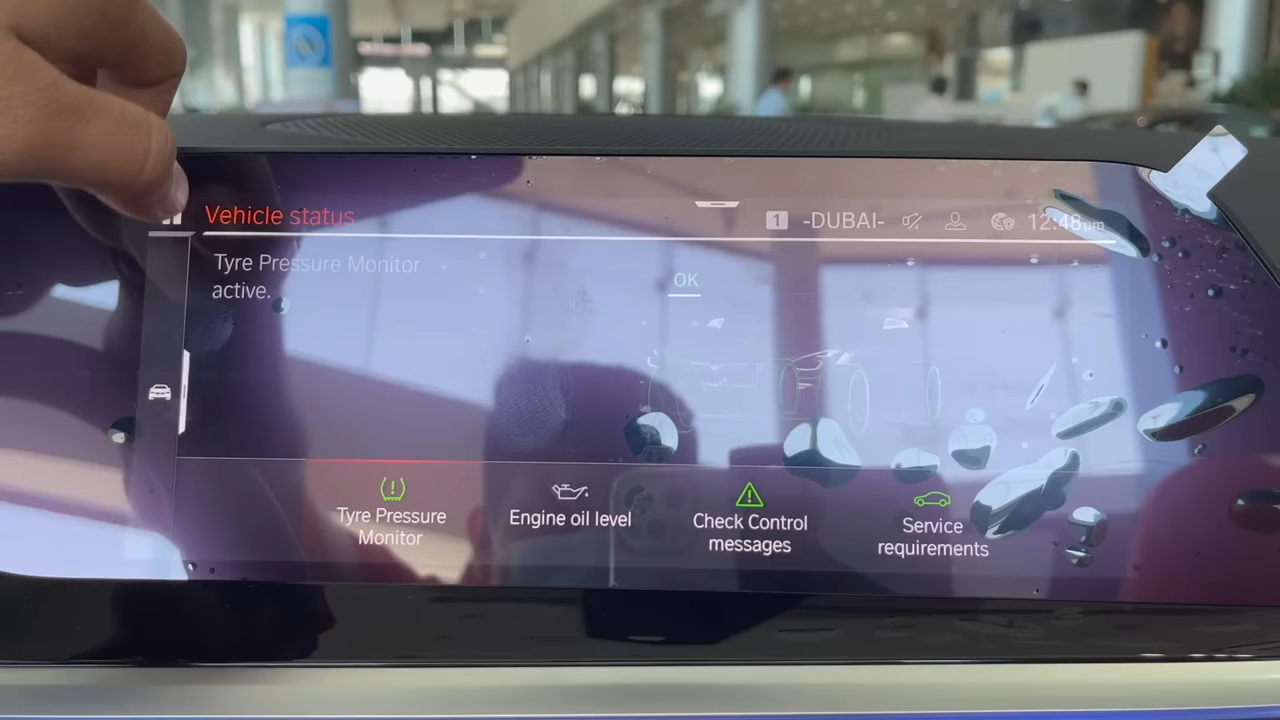 Vehicle status
1 -DUBAI- 12:48pm
Tyre Pressure Monitor
active.
OK
Tyre Pressure
Monitor
Engine oil level
Check Control
messages
Service
requirements